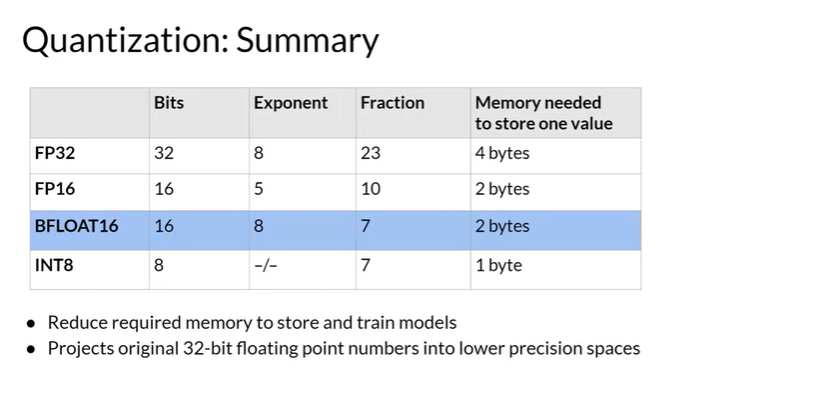 Quantization: Summary
Bits Exponent Fraction Memory needed
to store one value
FP32 32 8 23 4 bytes
FP16 16 5 10 2 bytes
BFLOAT16 16 8 7 2 bytes
INT8 8 –/– 7 1 byte
● Reduce required memory to store and train models
● Projects original 32-bit floating point numbers into lower precision spaces